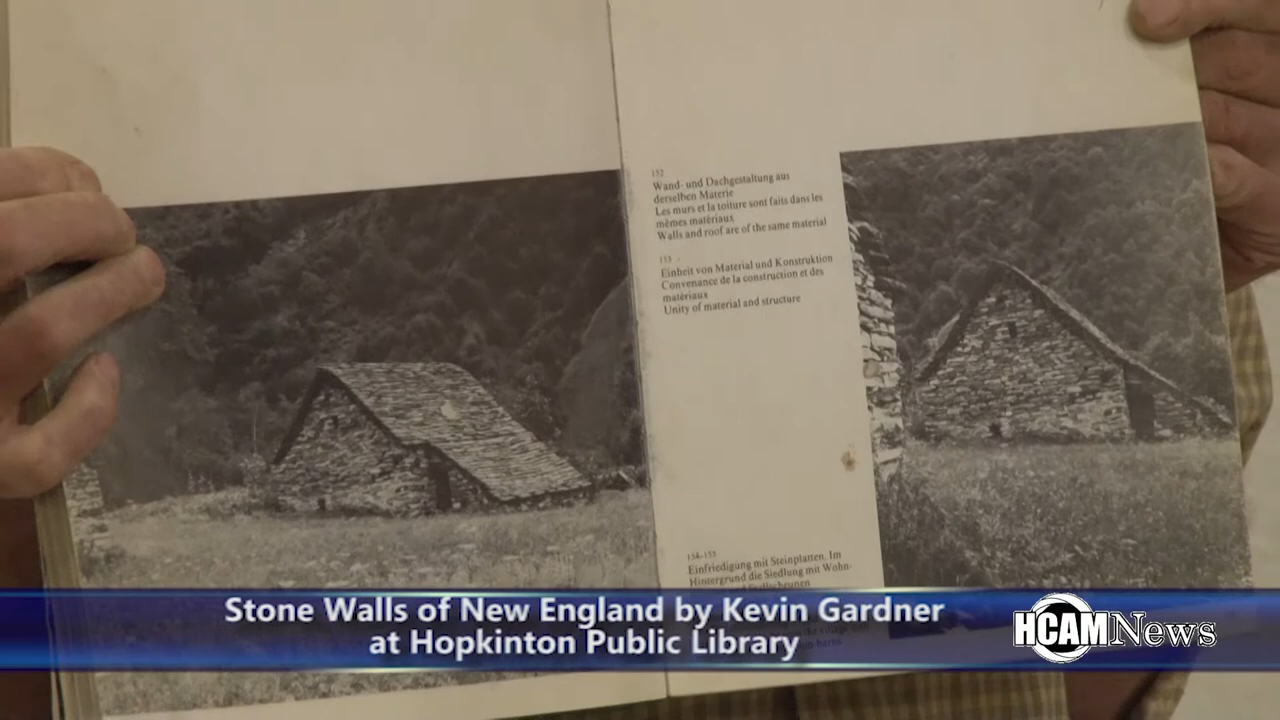 152
Wand- und Dachgestaltung aus
derselben Materie
Les murs et la toiture sont faits dans les
mêmes matériaux
Walls and roof are of the same material
153
Einheit von Material und Konstruktion
Convenance de la construction et des
matériaux
Unity of material and structure
154-155
Einfriedigung mit Steinplatten. Im
Hintergrund die Siedlung mit Wohn-
Stone Walls of New England by Kevin Gardner
at Hopkinton Public Library
HCAM News